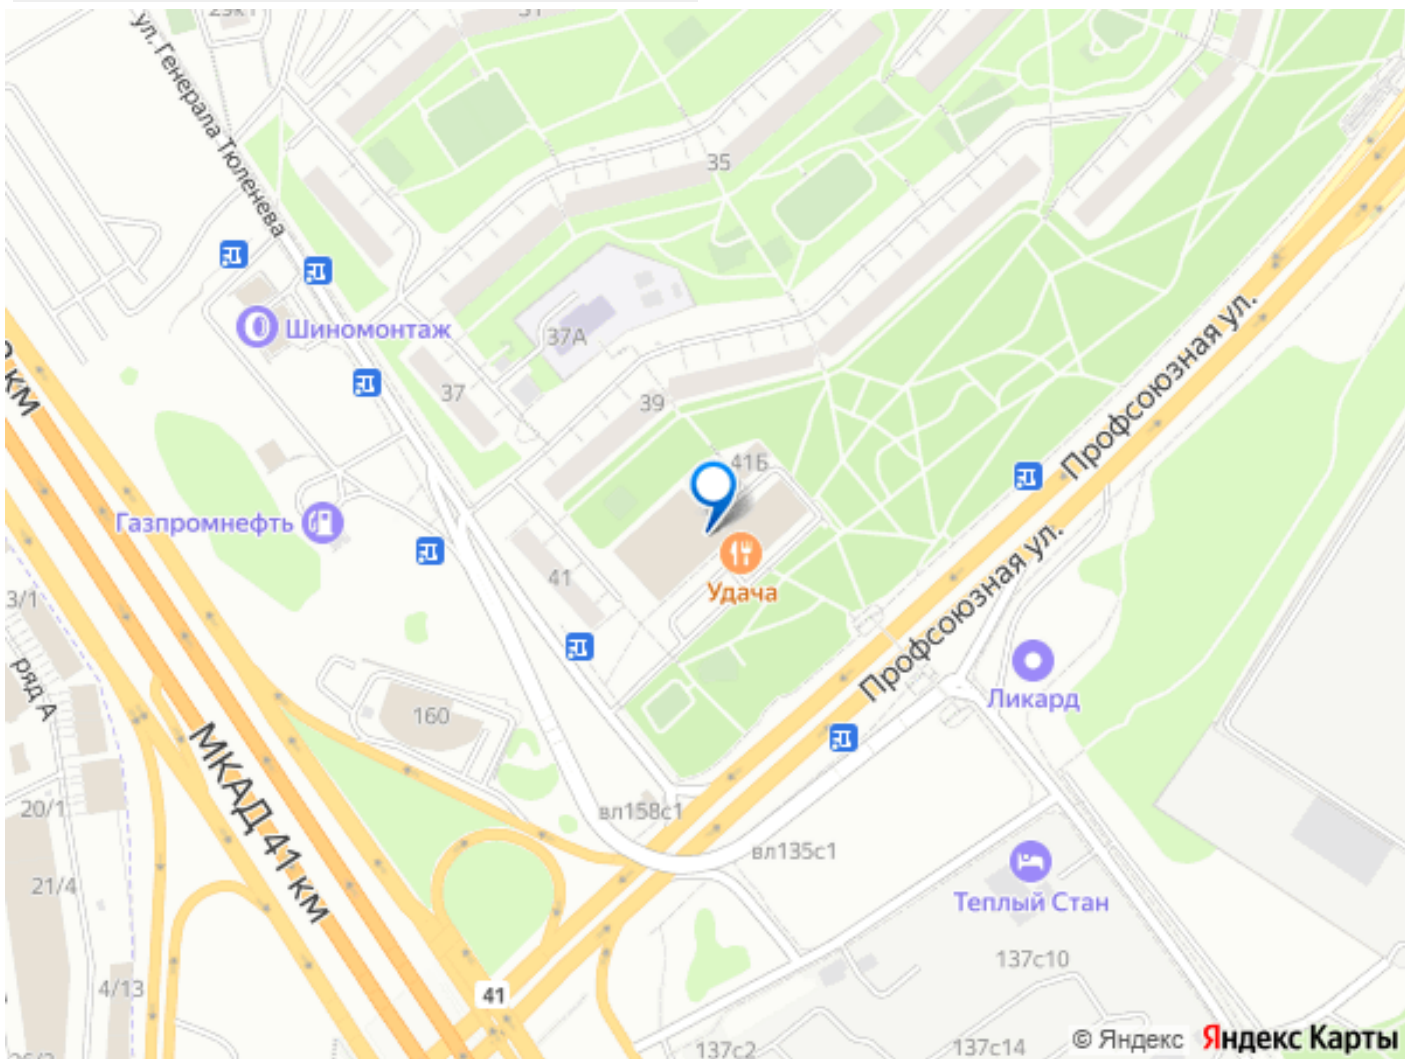 ул. Генерала Тюленева
35
Шиномонтаж
37А
Профсоюзная ул.
КМ
37
39
41Б
Газпромнефть
Удача
41
Профсоюзная ул.
3/1
ряд А
Ликард
160
МКАД 41 КМ
20/1
вл158с1
вл135с1
21/4
Теплый Стан
137с10
4/13
41
137с2
137с14
© Яндекс Яндекс Карты